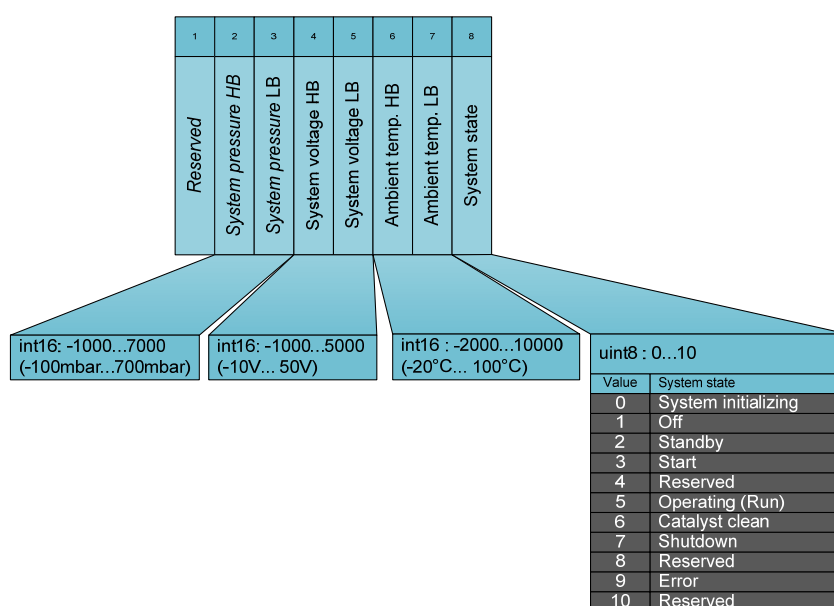 1 2 3 4 5 6 7 8
Reserved
System pressure HB
System pressure LB
System voltage HB
System voltage LB
Ambient temp. HB
Ambient temp. LB
System state
int16: -1000...7000
(-100mbar...700mbar)
int16: -1000...5000
(-10V... 50V)
int16 : -2000...10000
(-20°C... 100°C)
uint8 : 0...10
Value System state
0 System initializing
1 Off
2 Standby
3 Start
4 Reserved
5 Operating (Run)
6 Catalyst clean
7 Shutdown
8 Reserved
9 Error
10 Reserved